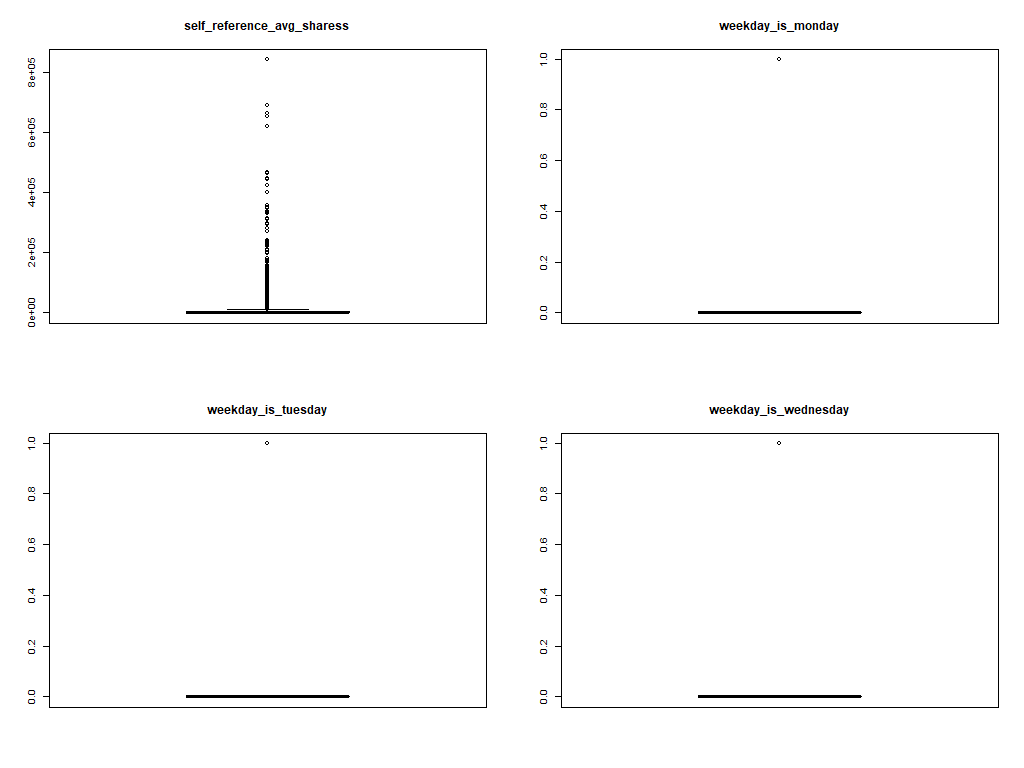 self_reference_avg_sharess
8e+05
6e+05
4e+05
2e+05
0e+00
weekday_is_monday
1.0
0.8
0.6
0.4
0.2
0.0
weekday_is_tuesday
1.0
0.8
0.6
0.4
0.2
0.0
weekday_is_wednesday
1.0
0.8
0.6
0.4
0.2
0.0